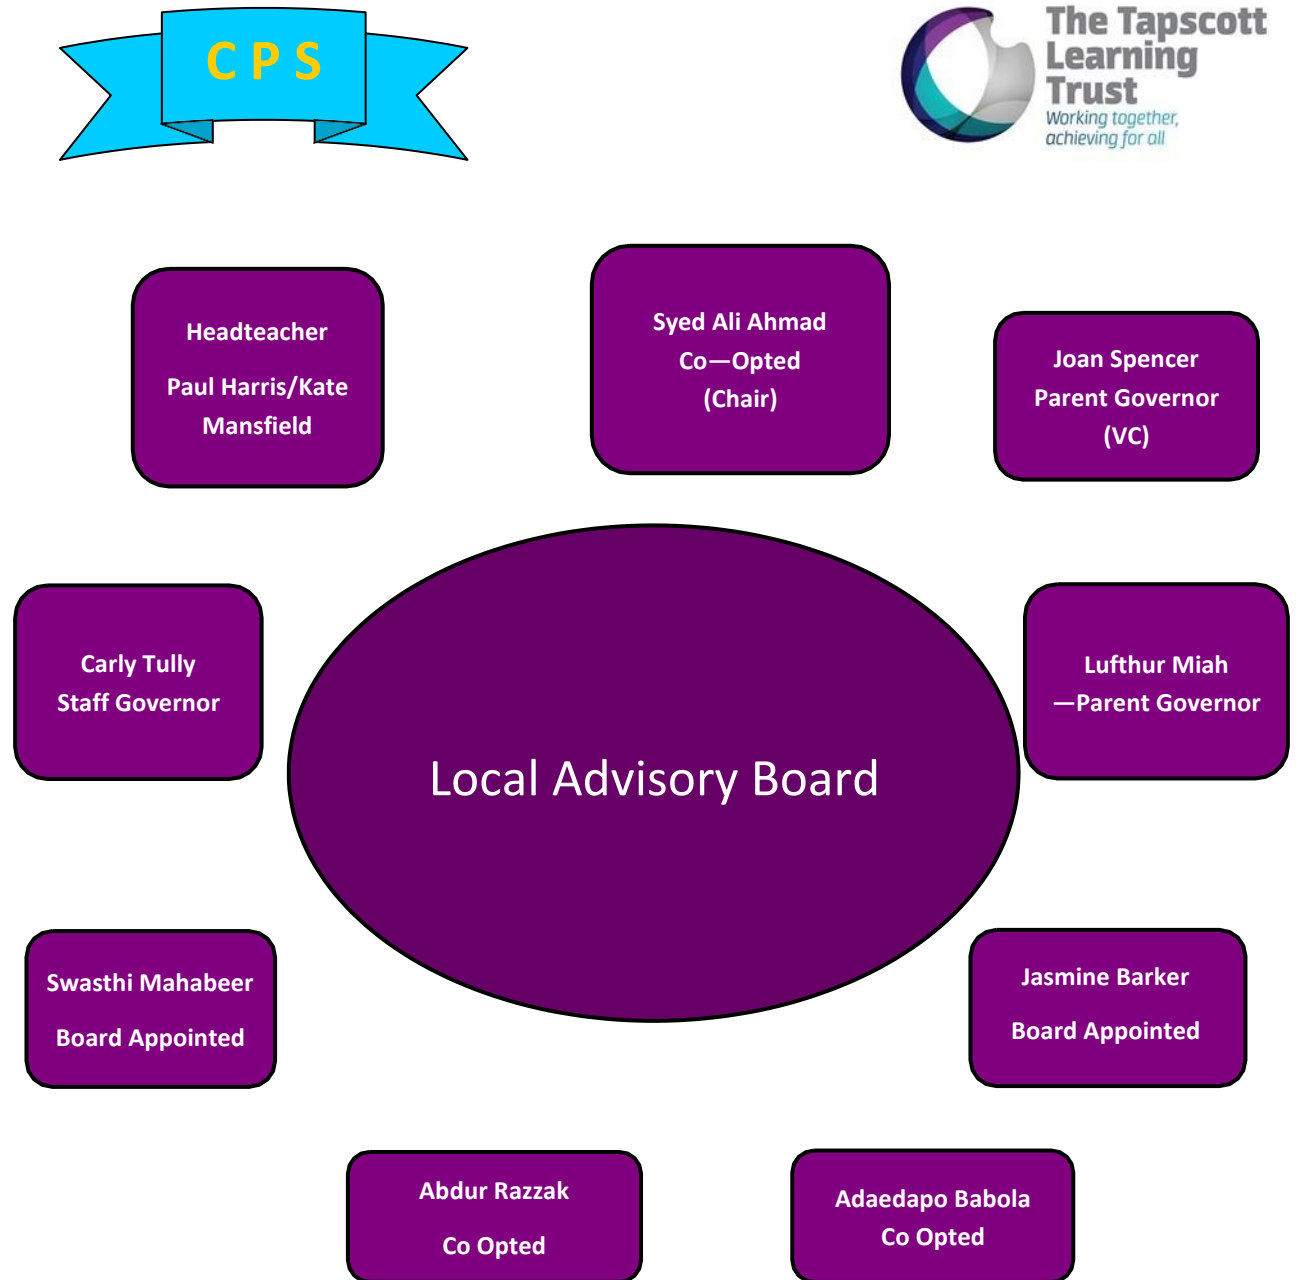 C P S
The Tapscott
Learning
Trust
Working together,
achieving for all
Headteacher
Paul Harris/Kate
Mansfield
Syed Ali Ahmad
Co—Opted
(Chair)
Joan Spencer
Parent Governor
(VC)
Carly Tully
Staff Governor
Lufthur Miah
—Parent Governor
Local Advisory Board
Swasthi Mahabeer
Board Appointed
Jasmine Barker
Board Appointed
Abdur Razzak
Co Opted
Adaedapo Babola
Co Opted